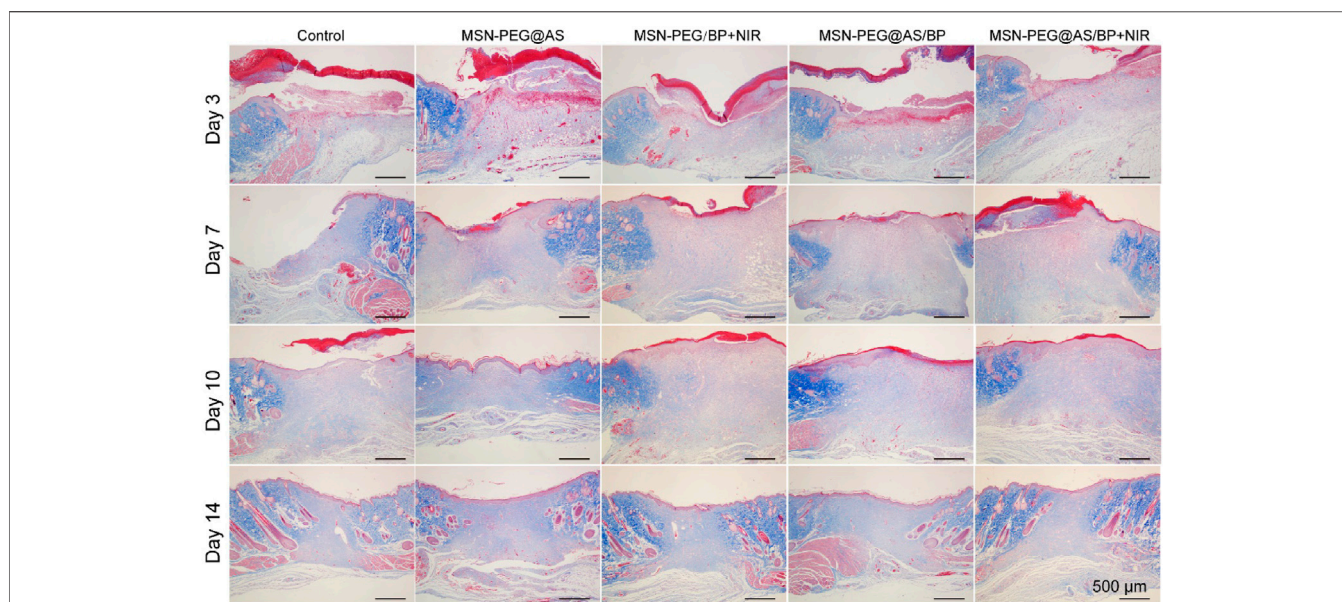 Control MSN-PEG@AS MSN-PEG/BP+NIR MSN-PEG@AS/BP MSN-PEG@AS/BP+NIR
Day 3
Day 7
Day 10
Day 14
500 μm